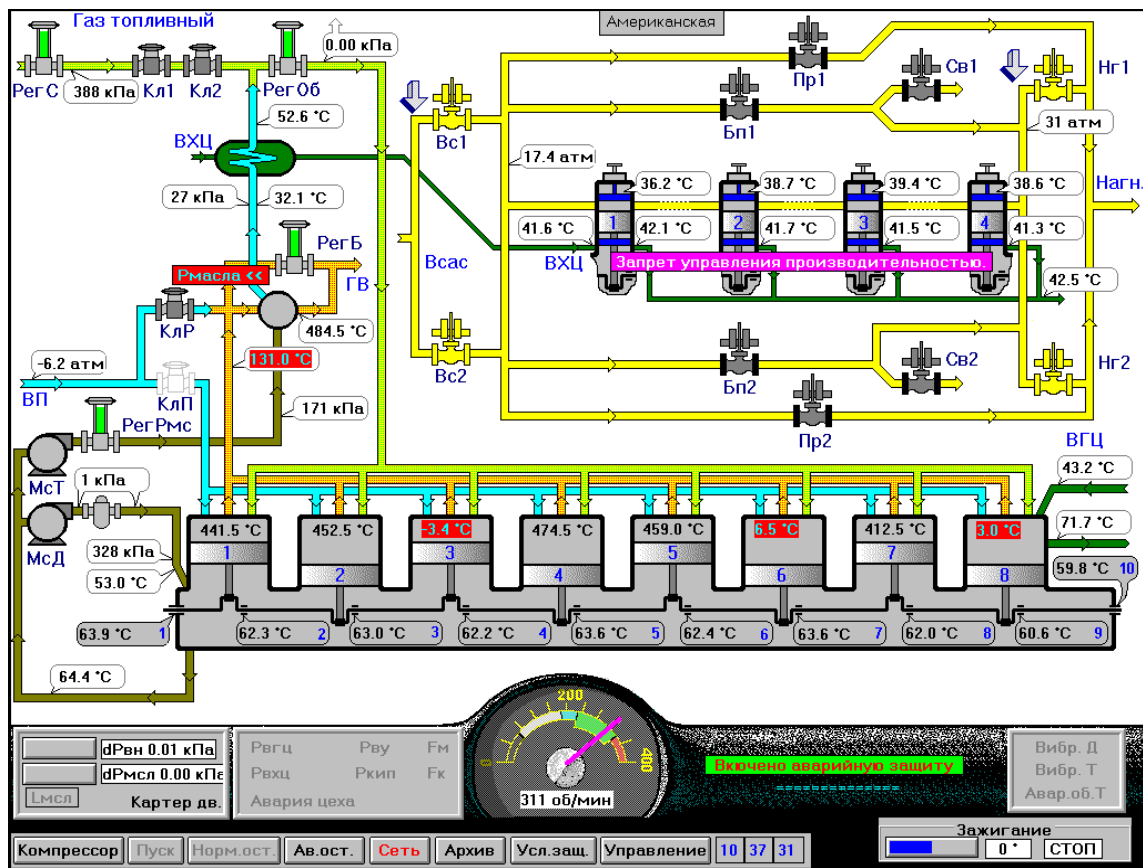 Газ топливный
Американская
0.00 кПа
РегС
388 кПа
Кл1
Кл2
РегОб
Пр1
Св1
Нг1
52.6 °C
Вс1
Бп1
31 атм
ВХЦ
17.4 атм
27 кПа
32.1 °C
36.2 °C
38.7 °C
39.4 °C
38.6 °C
Нагн.
1
2
3
4
РегБ
41.6 °C
42.1 °C
41.7 °C
41.5 °C
41.3 °C
Рмасла <<
ГВ
Всас
ВХЦ
Запрет управления производительностью.
42.5 °C
КлР
484.5 °C
-6.2 атм
131.0 °C
Вс2
Бп2
Св2
Нг2
ВП
КлП
171 кПа
РегРмс
Пр2
МсТ
ВГЦ
1 кПа
43.2 °C
МсД
441.5 °C
452.5 °C
-3.4 °C
474.5 °C
459.0 °C
6.5 °C
412.5 °C
3.0 °C
71.7 °C
328 кПа
1
2
3
4
5
6
7
8
53.0 °C
59.8 °C 10
63.9 °C 1
62.3 °C 2
63.0 °C 3
62.2 °C 4
63.6 °C 5
62.4 °C 6
63.6 °C 7
62.0 °C 8
60.6 °C 9
64.4 °C
0
200
400
311 об/мин
dPвн 0.01 кПа
dPмсл 0.00 кПа
Lмсл
Картер дв.
Рвгц Рву Fм
Рвхц Ркип Fк
Авария цеха
Включено аварийную защиту
Вибр. Д
Вибр. Т
Авар.об.Т
Зажигание
0 °
СТОП
Компрессор
Пуск
Норм.ост.
Ав.ост.
Сеть
Архив
Усл.защ.
Управление
10 37 31